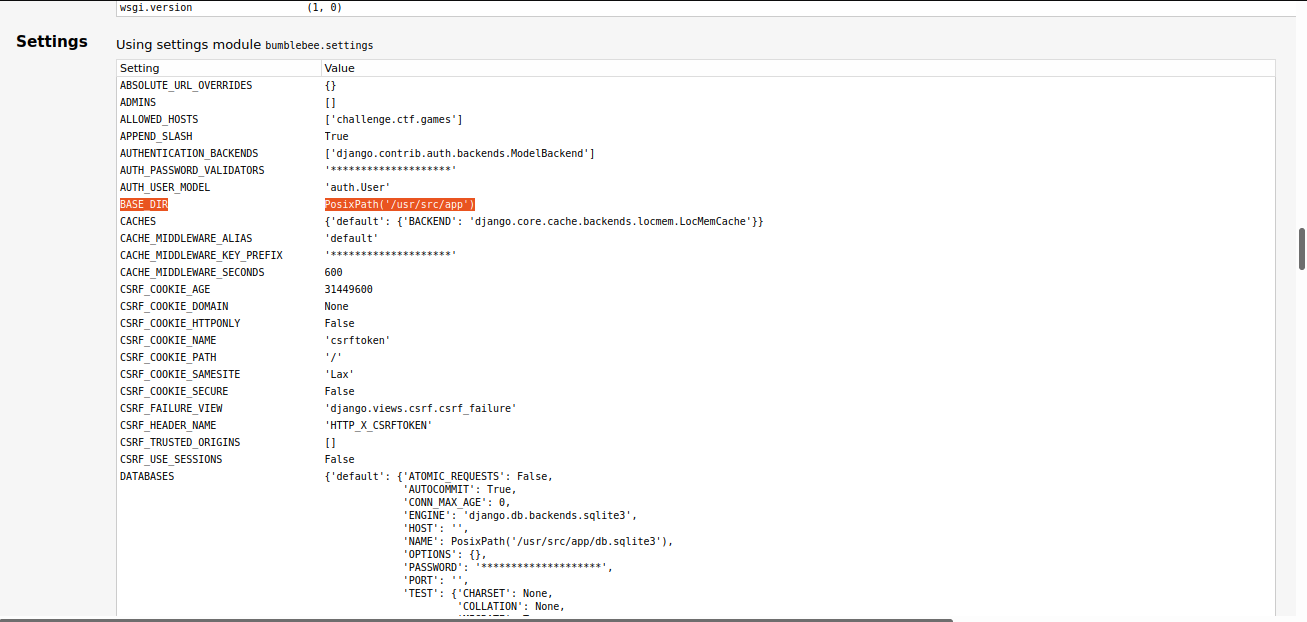 wsgi.version (1, 0)
Settings
Using settings module bumblebee.settings
Setting Value
ABSOLUTE_URL_OVERRIDES {}
ADMINS []
ALLOWED_HOSTS ['challenge.ctf.games']
APPEND_SLASH True
AUTHENTICATION_BACKENDS ['django.contrib.auth.backends.ModelBackend']
AUTH_PASSWORD_VALIDATORS '********************'
AUTH_USER_MODEL 'auth.User'
BASE_DIR PosixPath('/usr/src/app')
CACHES {'default': {'BACKEND': 'django.core.cache.backends.locmem.LocMemCache'}}
CACHE_MIDDLEWARE_ALIAS 'default'
CACHE_MIDDLEWARE_KEY_PREFIX '********************'
CACHE_MIDDLEWARE_SECONDS 600
CSRF_COOKIE_AGE 31449600
CSRF_COOKIE_DOMAIN None
CSRF_COOKIE_HTTPONLY False
CSRF_COOKIE_NAME 'csrftoken'
CSRF_COOKIE_PATH '/'
CSRF_COOKIE_SAMESITE 'Lax'
CSRF_COOKIE_SECURE False
CSRF_FAILURE_VIEW 'django.views.csrf.csrf_failure'
CSRF_HEADER_NAME 'HTTP_X_CSRFTOKEN'
CSRF_TRUSTED_ORIGINS []
CSRF_USE_SESSIONS False
DATABASES {'default': {'ATOMIC_REQUESTS': False,
'AUTOCOMMIT': True,
'CONN_MAX_AGE': 0,
'ENGINE': 'django.db.backends.sqlite3',
'HOST': '',
'NAME': PosixPath('/usr/src/app/db.sqlite3'),
'OPTIONS': {},
'PASSWORD': '********************',
'PORT': '',
'TEST': {'CHARSET': None,
'COLLATION': None,